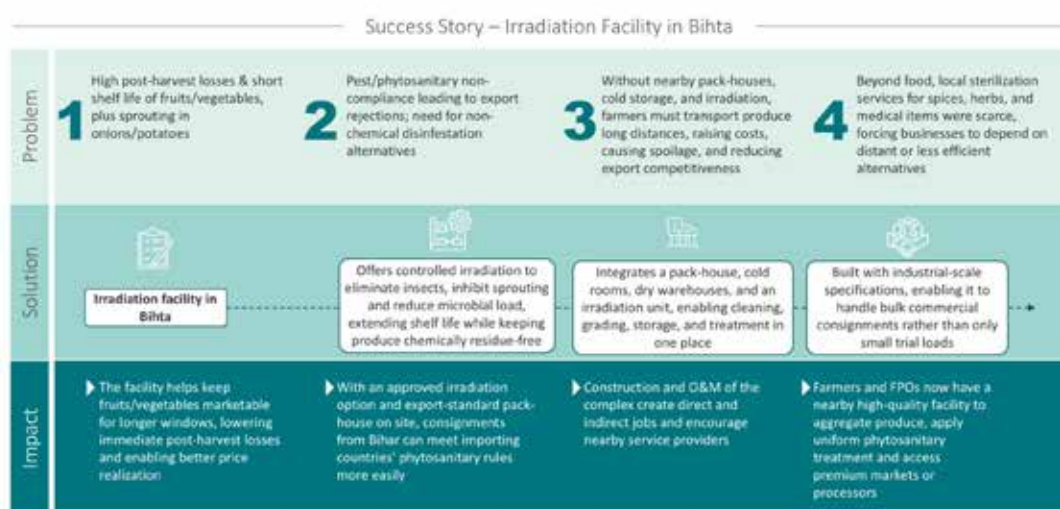 Success Story – Irradiation Facility in Bihta
Problem
1
High post-harvest losses & short
shelf life of fruits/vegetables,
plus sprouting in
onions/potatoes
2
Pest/phytosanitary non-
compliance leading to export
rejections; need for non-
chemical disinfestation
alternatives
3
Without nearby pack-houses,
cold storage, and irradiation,
farmers must transport produce
long distances, raising costs,
causing spoilage, and reducing
export competitiveness
4
Beyond food, local sterilization
services for spices, herbs, and
medical items were scarce,
forcing businesses to depend on
distant or less efficient
alternatives
Solution
Irradiation facility in
Bihta
Offers controlled irradiation to
eliminate insects, inhibit sprouting
and reduce microbial load,
extending shelf life while keeping
produce chemically residue-free
Integrates a pack-house, cold
rooms, dry warehouses, and an
irradiation unit, enabling cleaning,
grading, storage, and treatment in
one place
Built with industrial-scale
specifications, enabling it to
handle bulk commercial
consignments rather than only
small trial loads
Impact
The facility helps keep
fruits/vegetables marketable
for longer windows, lowering
immediate post-harvest losses
and enabling better price
realization
With an approved irradiation
option and export-standard pack-
house on site, consignments
from Bihar can meet importing
countries' phytosanitary rules
more easily
Construction and O&M of the
complex create direct and
indirect jobs and encourage
nearby service providers
Farmers and FPOs now have a
nearby high-quality facility to
aggregate produce, apply
uniform phytosanitary
treatment and access
premium markets or
processors